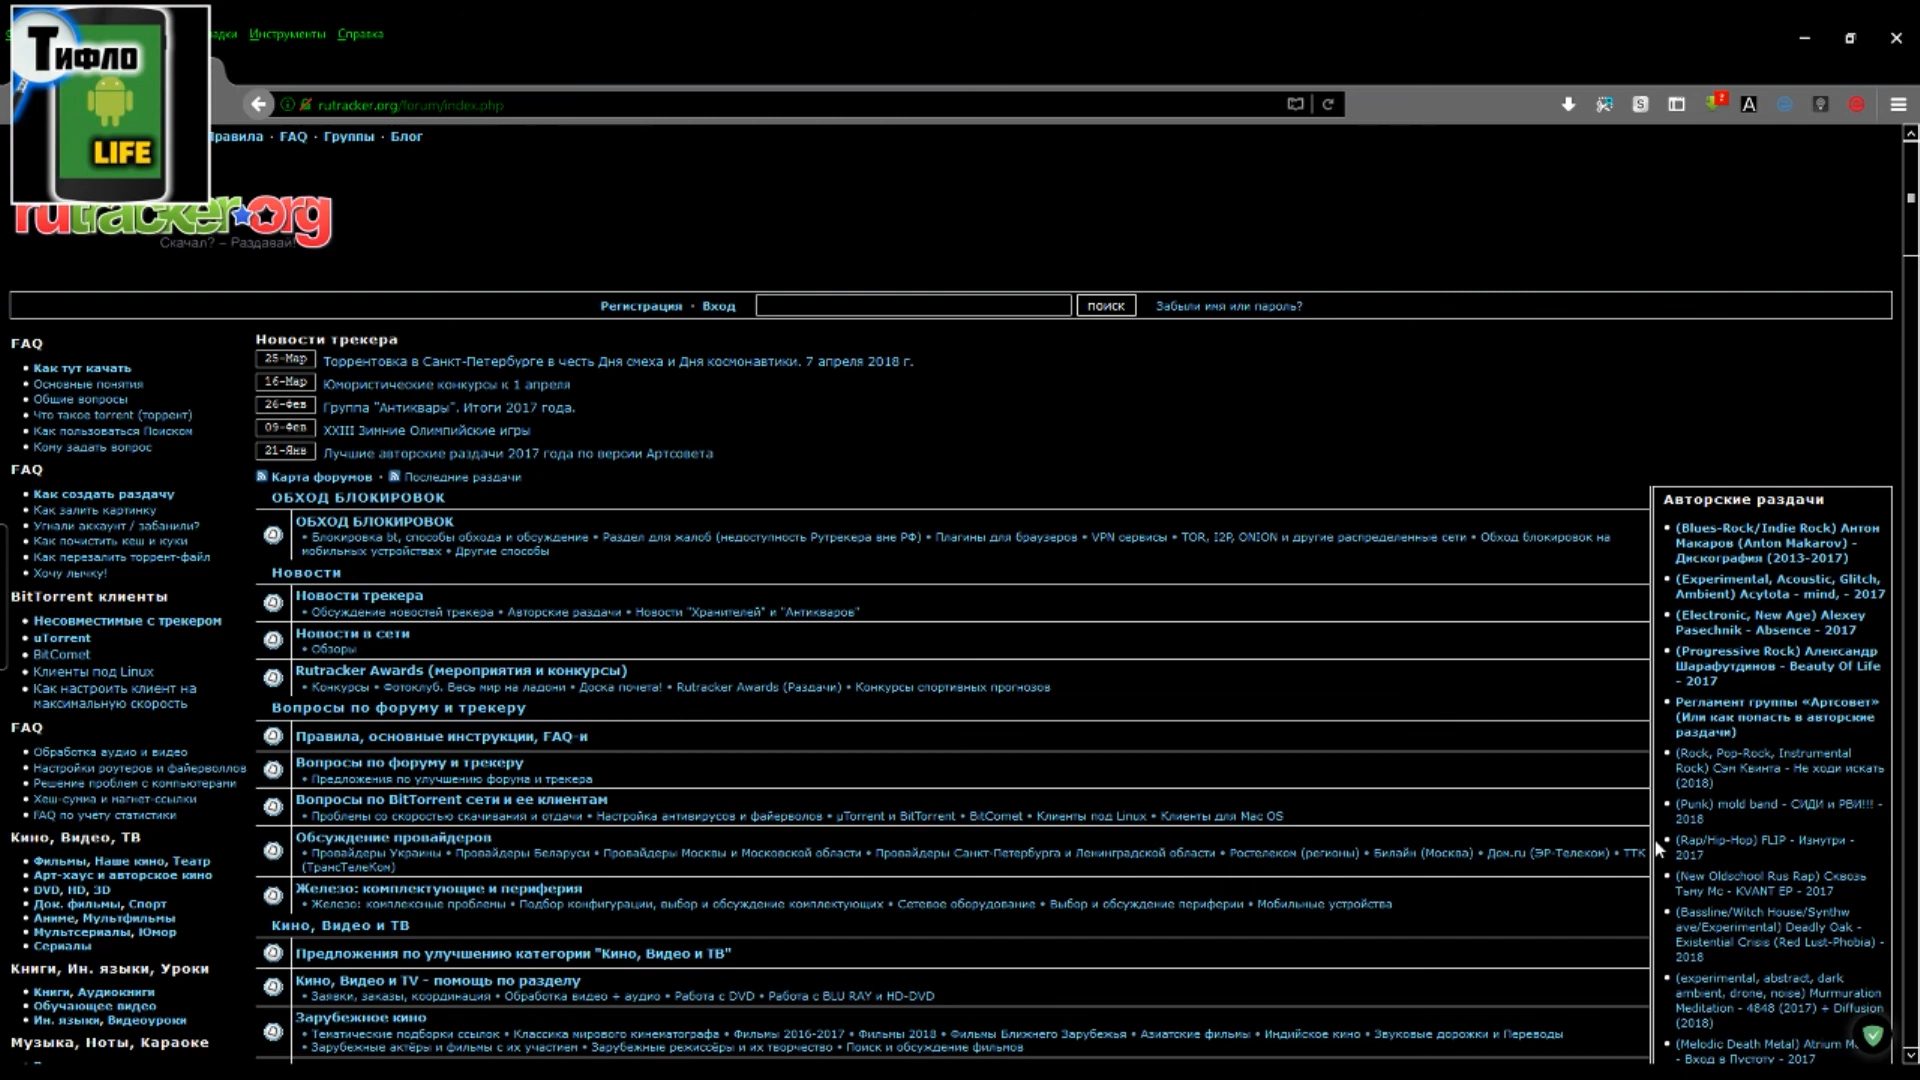 Тифло
LIFE
адки Инструменты Справка
rutracker.org/forum/index.php
Правила · FAQ · Группы · Блог
rutracker.org
Скачал? – Раздавай!
Регистрация · Вход
поиск
Забыли имя или пароль?
FAQ
Как тут качать
Основные понятия
Общие вопросы
Что такое torrent (торрент)
Как пользоваться Поиском
Кому задать вопрос
FAQ
Как создать раздачу
Как залить картинку
Угнали аккаунт / забанили?
Как почистить кеш и куки
Как перезалить торрент-файл
Хочу лычку!
BitTorrent клиенты
Несовместимые с трекером
uTorrent
BitComet
Клиенты под Linux
Как настроить клиент на
максимальную скорость
FAQ
Обработка аудио и видео
Настройки роутеров и файерволлов
Решение проблем с компьютерами
Хеш-сумма и магнет-ссылки
FAQ по учету статистики
Кино, Видео, ТВ
Фильмы, Наше кино, Театр
Арт-хаус и авторское кино
DVD, HD, 3D
Док. фильмы, Спорт
Аниме, Мультфильмы
Мультсериалы, Юмор
Сериалы
Книги, Ин. языки, Уроки
Книги, Аудиокниги
Обучающее видео
Ин. языки, Видеоуроки
Музыка, Ноты, Караоке
Новости трекера
25-Мар Торрентовка в Санкт-Петербурге в честь Дня смеха и Дня космонавтики. 7 апреля 2018 г.
16-Мар Юмористические конкурсы к 1 апреля
26-Фев Группа "Антиквары". Итоги 2017 года.
09-Фев XXIII Зимние Олимпийские игры
21-Янв Лучшие авторские раздачи 2017 года по версии Артсовета
Карта форумов · Последние раздачи
ОБХОД БЛОКИРОВОК
ОБХОД БЛОКИРОВОК
• Блокировка bt, способы обхода и обсуждение • Раздел для жалоб (недоступность Рутрекера вне РФ) • Плагины для браузеров • VPN сервисы • TOR, I2P, ONION и другие распределенные сети • Обход блокировок на
мобильных устройствах • Другие способы
Новости
Новости трекера
• Обсуждение новостей трекера • Авторские раздачи • Новости "Хранителей" и "Антикваров"
Новости в сети
• Обзоры
Rutracker Awards (мероприятия и конкурсы)
• Конкурсы • Фотоклуб. Весь мир на ладони • Доска почета! • Rutracker Awards (Раздачи) • Конкурсы спортивных прогнозов
Вопросы по форуму и трекеру
Правила, основные инструкции, FAQ-и
Вопросы по форуму и трекеру
• Предложения по улучшению форума и трекера
Вопросы по BitTorrent сети и ее клиентам
• Проблемы со скоростью скачивания и отдачи • Настройка антивирусов и файерволов • µTorrent и BitTorrent • BitComet • Клиенты под Linux • Клиенты для Mac OS
Обсуждение провайдеров
• Провайдеры Украины • Провайдеры Беларуси • Провайдеры Москвы и Московской области • Провайдеры Санкт-Петербурга и Ленинградской области • Ростелеком (регионы) • Билайн (Москва) • Дом.ru (ЭР-Телеком) • ТТК
(ТрансТелеКом)
Железо: комплектующие и периферия
• Железо: комплексные проблемы • Подбор конфигурации, выбор и обсуждение комплектующих • Сетевое оборудование • Выбор и обсуждение периферии • Мобильные устройства
Кино, Видео и ТВ
Предложения по улучшению категории "Кино, Видео и ТВ"
Кино, Видео и TV - помощь по разделу
• Заявки, заказы, координация • Обработка видео + аудио • Работа с DVD • Работа с BLU RAY и HD-DVD
Зарубежное кино
• Тематические подборки ссылок • Классика мирового кинематографа • Фильмы 2016-2017 • Фильмы 2018 • Фильмы Ближнего Зарубежья • Азиатские фильмы • Индийское кино • Звуковые дорожки и Переводы
• Зарубежные актёры и фильмы с их участием • Зарубежные режиссёры и их творчество • Поиск и обсуждение фильмов
Авторские раздачи
(Blues-Rock/Indie Rock) Антон
Макаров (Anton Makarov) -
Дискография (2013-2017)
(Experimental, Acoustic, Glitch,
Ambient) Acytota - mind, - 2017
(Electronic, New Age) Alexey
Pasechnik - Absence - 2017
(Progressive Rock) Александр
Шарафутдинов - Beauty Of Life
- 2017
Регламент группы «Артсовет»
(Или как попасть в авторские
раздачи)
(Rock, Pop-Rock, Instrumental
Rock) Сэм Квинта - Не ходи искать
(2018)
(Punk) mold band - СИДИ и РВИ!!! -
2018
(Rap/Hip-Hop) FLIP - Изнутри -
2017
(New Oldschool Rus Rap) Сквозь
Тьму Мс - KVANT EP - 2017
(Bassline/Witch House/Synthw
ave/Experimental) Deadly Oak -
Existential Crisis (Red Lust-Phobia) -
2018
(experimental, abstract, dark
ambient, drone, noise) Murmuration
Meditation - 4848 (2017) + Diffusion
(2018)
(Melodic Death Metal) Atrium
- Вход в Пустоту - 2017